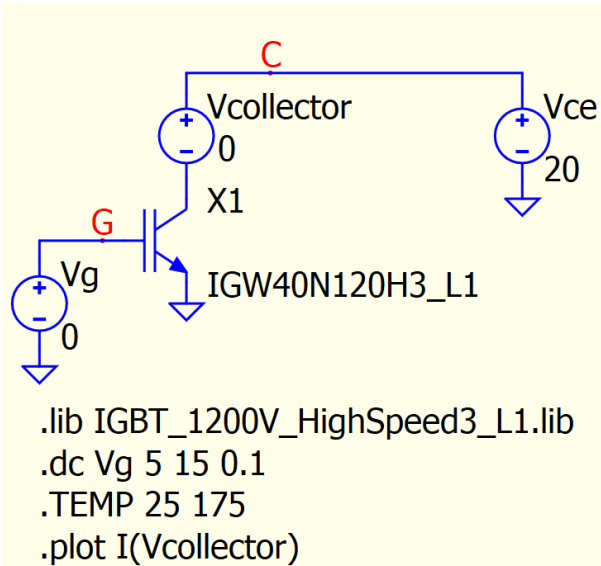 C
Vcollector
0
Vce
20
X1
G
Vg
0
IGW40N120H3_L1
.lib IGBT_1200V_HighSpeed3_L1.lib
.dc Vg 5 15 0.1
.TEMP 25 175
.plot I(Vcollector)